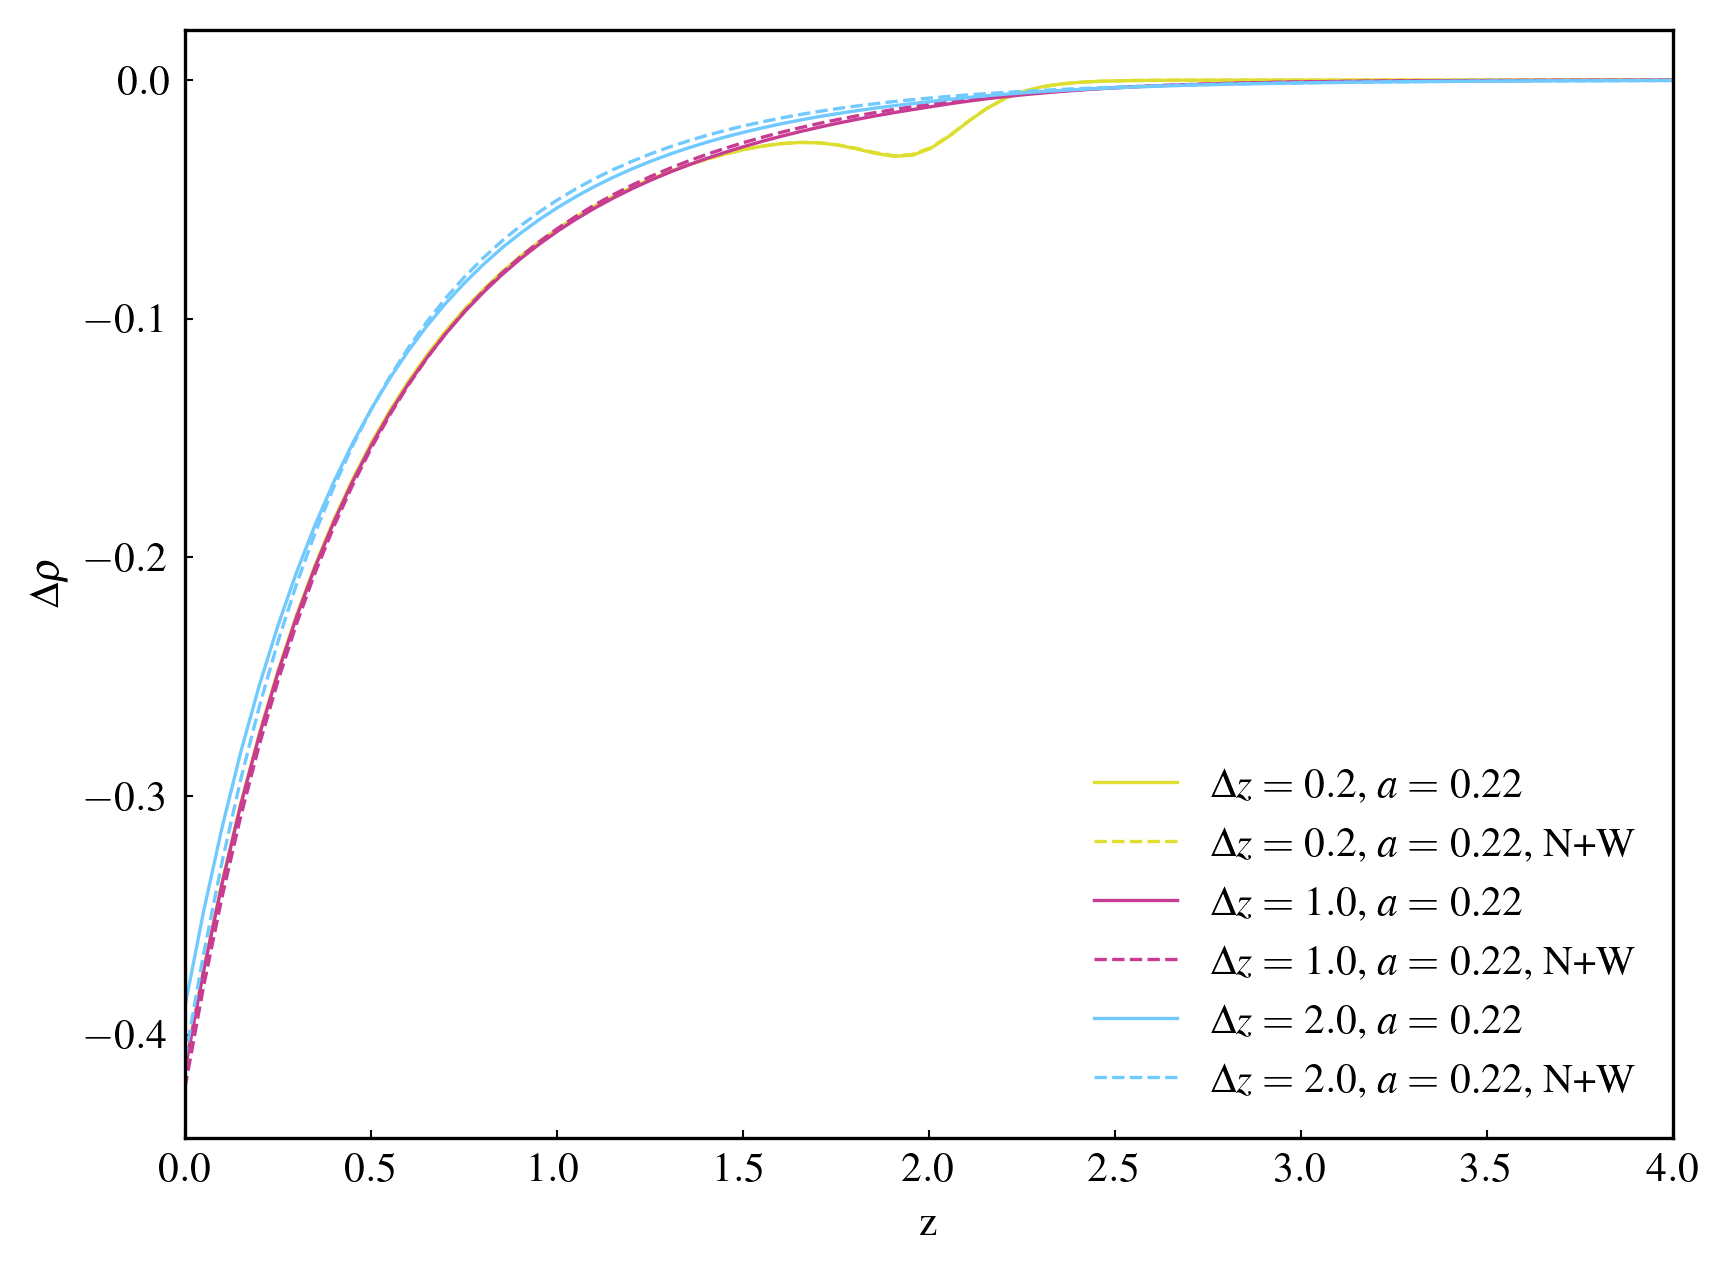 0.0
−0.1
−0.2
−0.3
−0.4
Δρ
0.0 0.5 1.0 1.5 2.0 2.5 3.0 3.5 4.0
z
Δz = 0.2, a = 0.22
Δz = 0.2, a = 0.22, N+W
Δz = 1.0, a = 0.22
Δz = 1.0, a = 0.22, N+W
Δz = 2.0, a = 0.22
Δz = 2.0, a = 0.22, N+W